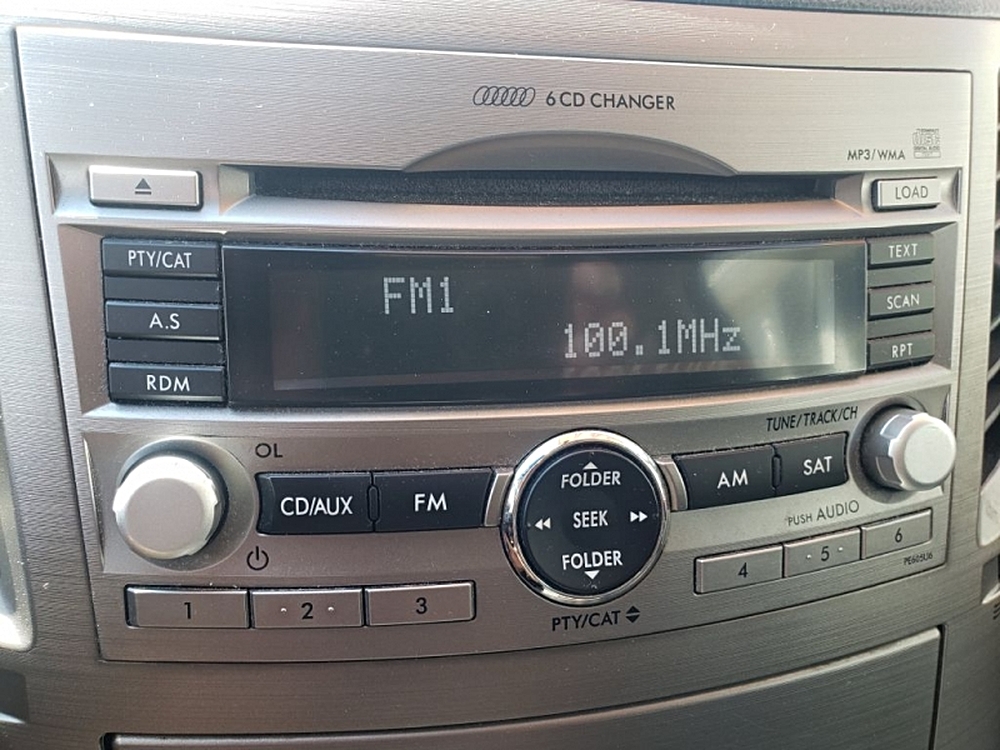 6 CD CHANGER
MP3/WMA
LOAD
PTY/CAT
A.S
RDM
FM1
100.1MHz
TEXT
SCAN
RPT
OL
CD/AUX
FM
FOLDER
SEEK
FOLDER
PTY/CAT
AM
SAT
TUNE/TRACK/CH
PUSH AUDIO
1
2
3
4
5
6